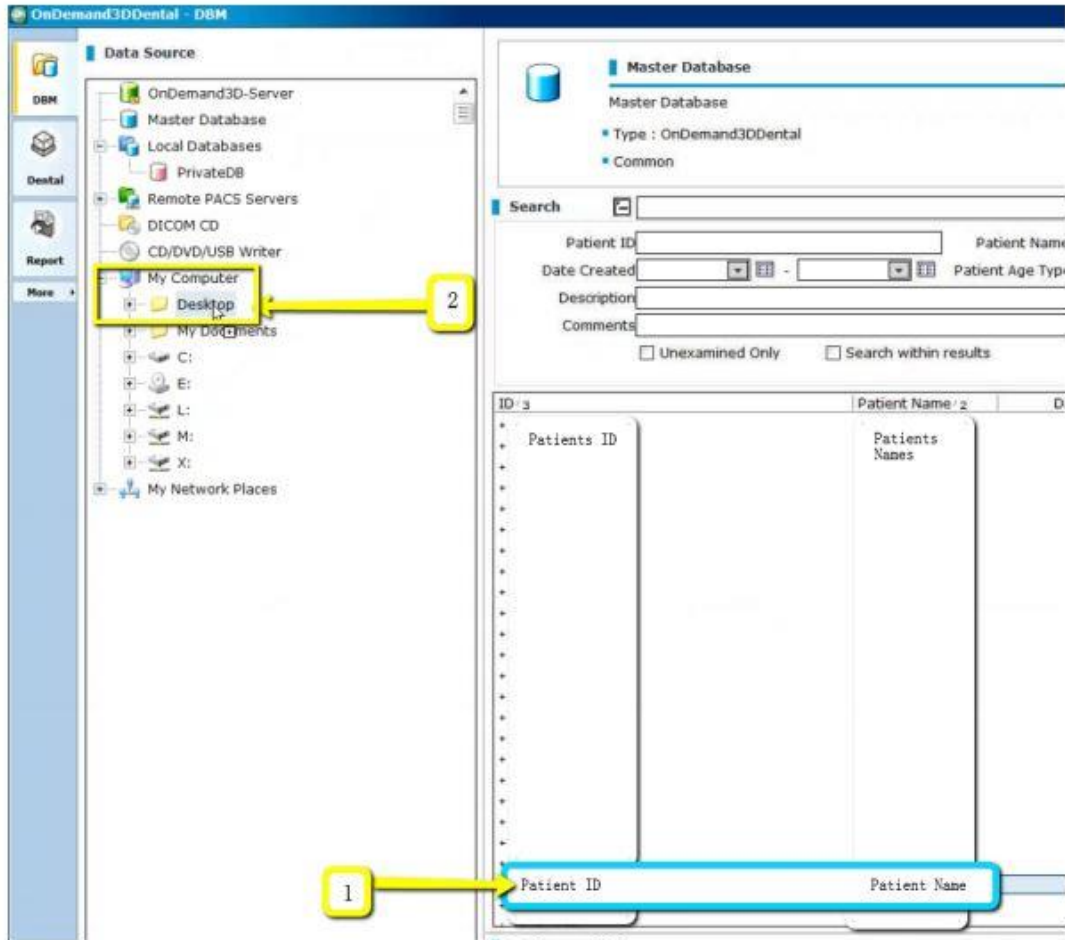 OnDemand3DDental - DBM
DBM
Dental
Report
More
Data Source
OnDemand3D-Server
Master Database
Local Databases
PrivateDB
Remote PACS Servers
DICOM CD
CD/DVD/USB Writer
My Computer
Desktop
My Documents
C:
E:
L:
M:
X:
My Network Places
2
1
Master Database
Master Database
Type : OnDemand3DDental
Common
Search
Patient ID Patient Name
Date Created - Patient Age Type
Description
Comments
Unexamined Only Search within results
ID 3 Patient Name 2 D
Patients ID Patients
Names
Patient ID Patient Name